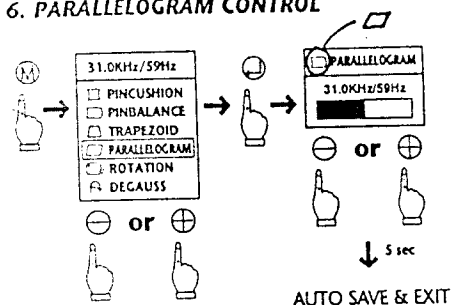 6. PARALLELOGRAM CONTROL
M
31.0KHz/59Hz
PINCUSHION
PINBALANCE
TRAPEZOID
PARALLELOGRAM
ROTATION
DEGAUSS
or
PARALLELOGRAM
31.0KHz/59Hz
or
5 sec
AUTO SAVE & EXIT